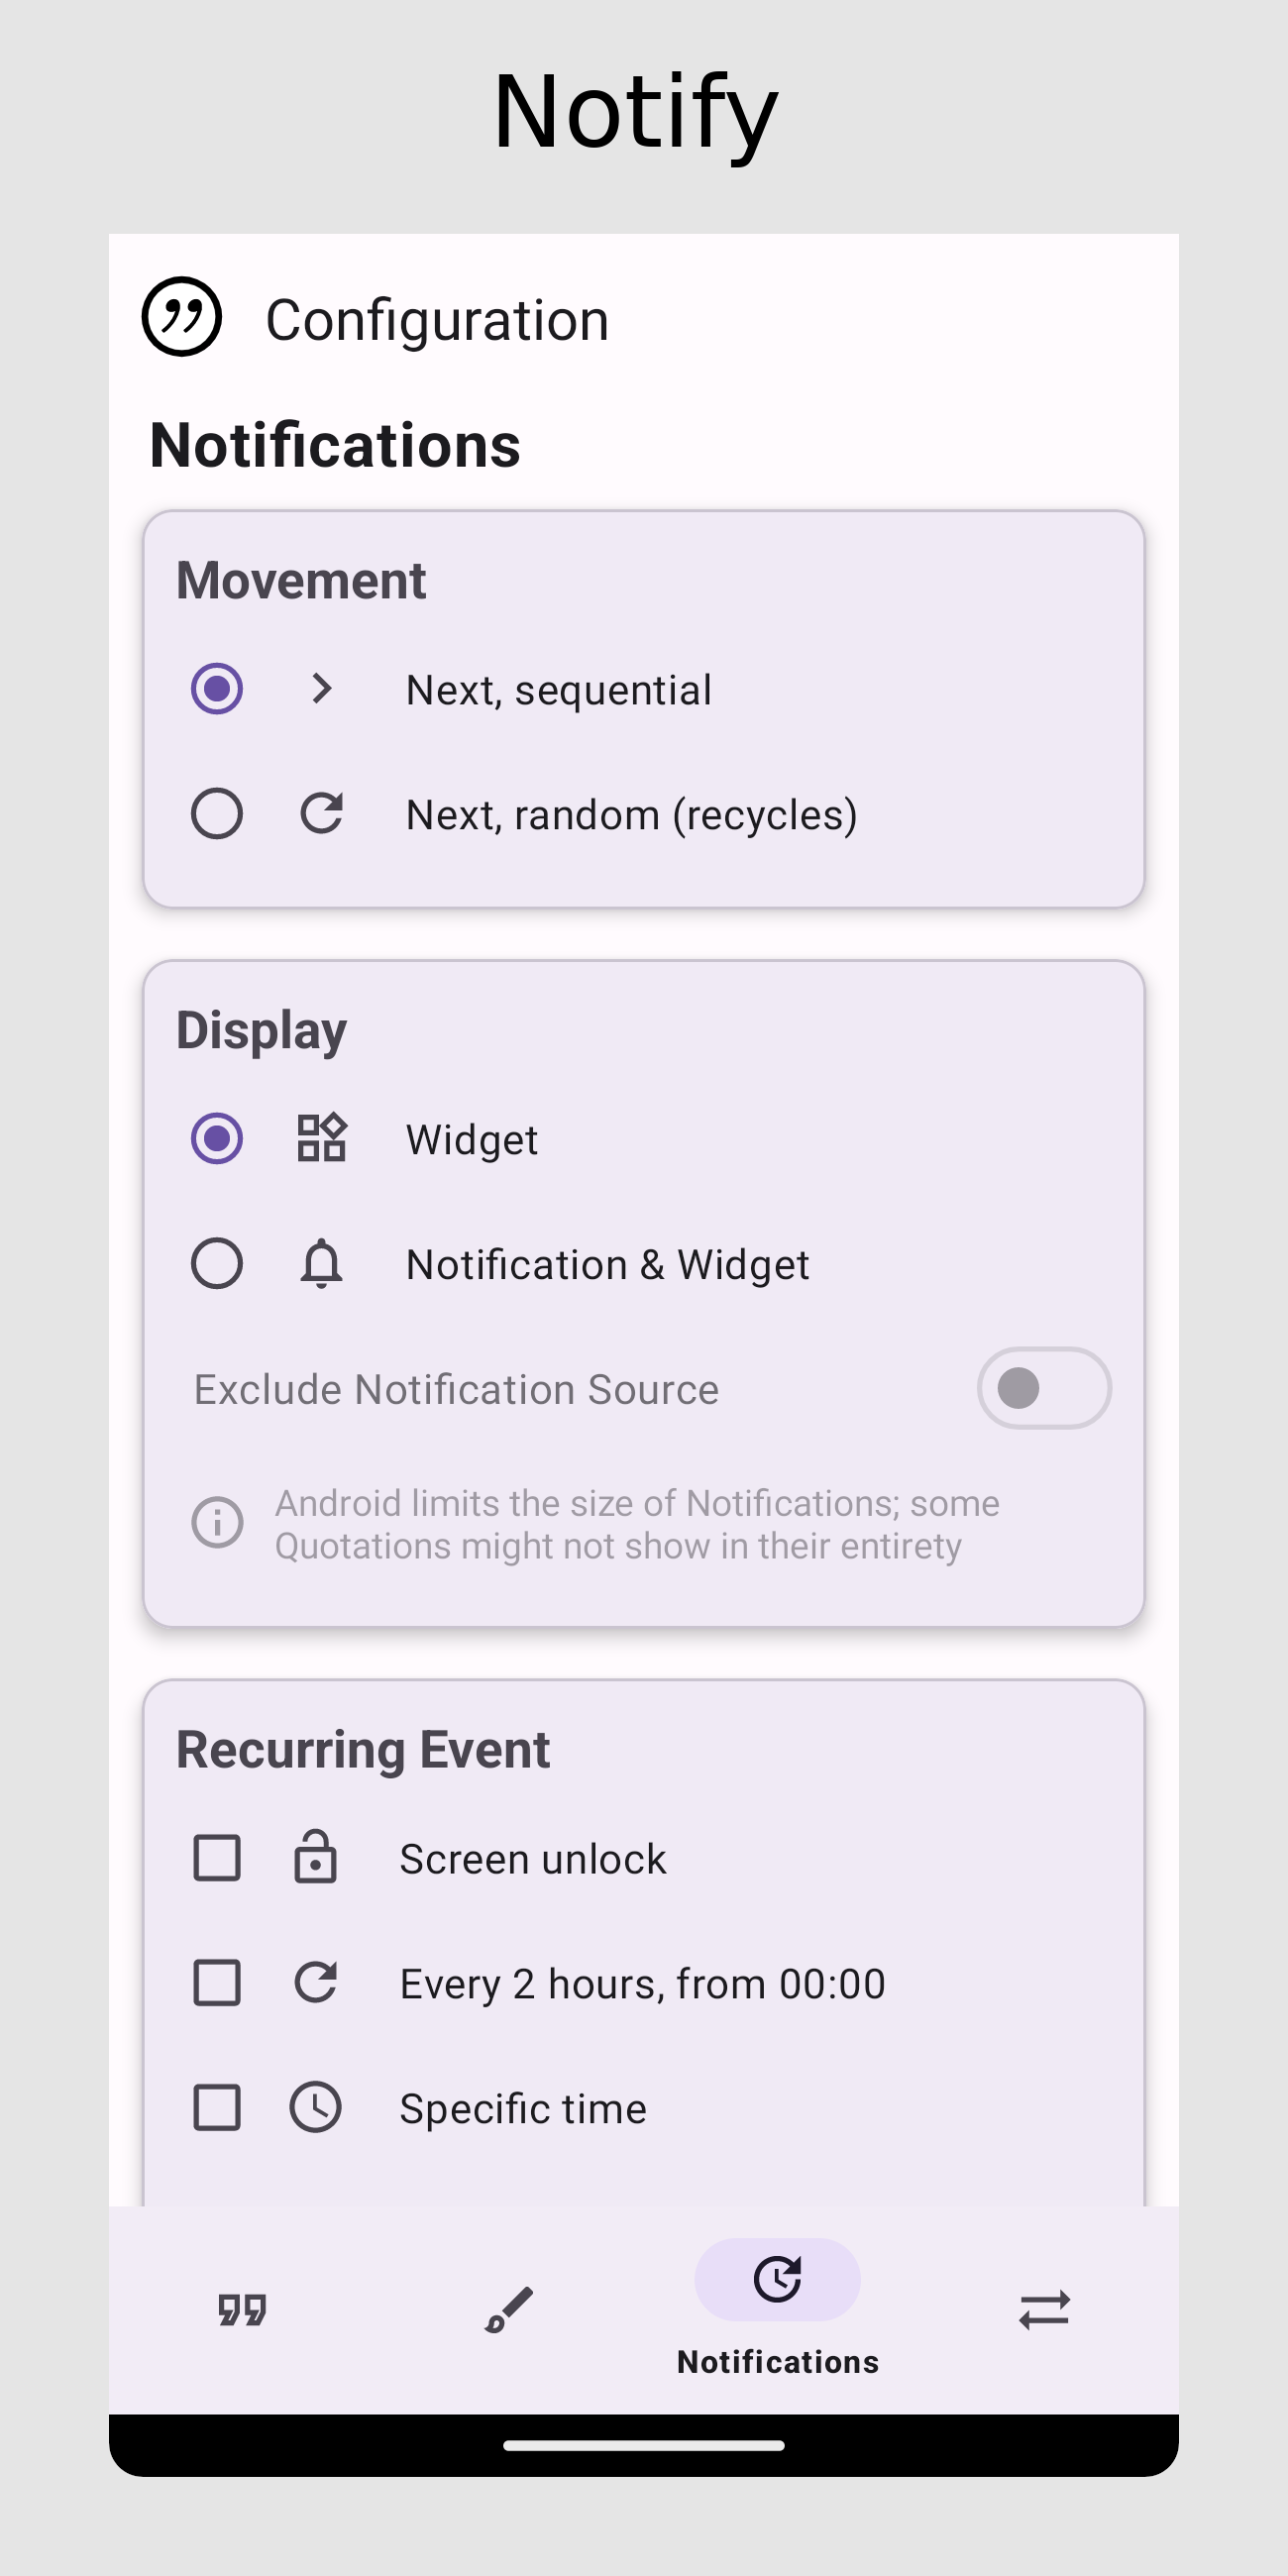 Notify
Configuration
Notifications
Movement
Next, sequential
Next, random (recycles)
Display
Widget
Notification & Widget
Exclude Notification Source
Android limits the size of Notifications; some
Quotations might not show in their entirety
Recurring Event
Screen unlock
Every 2 hours, from 00:00
Specific time
Notifications